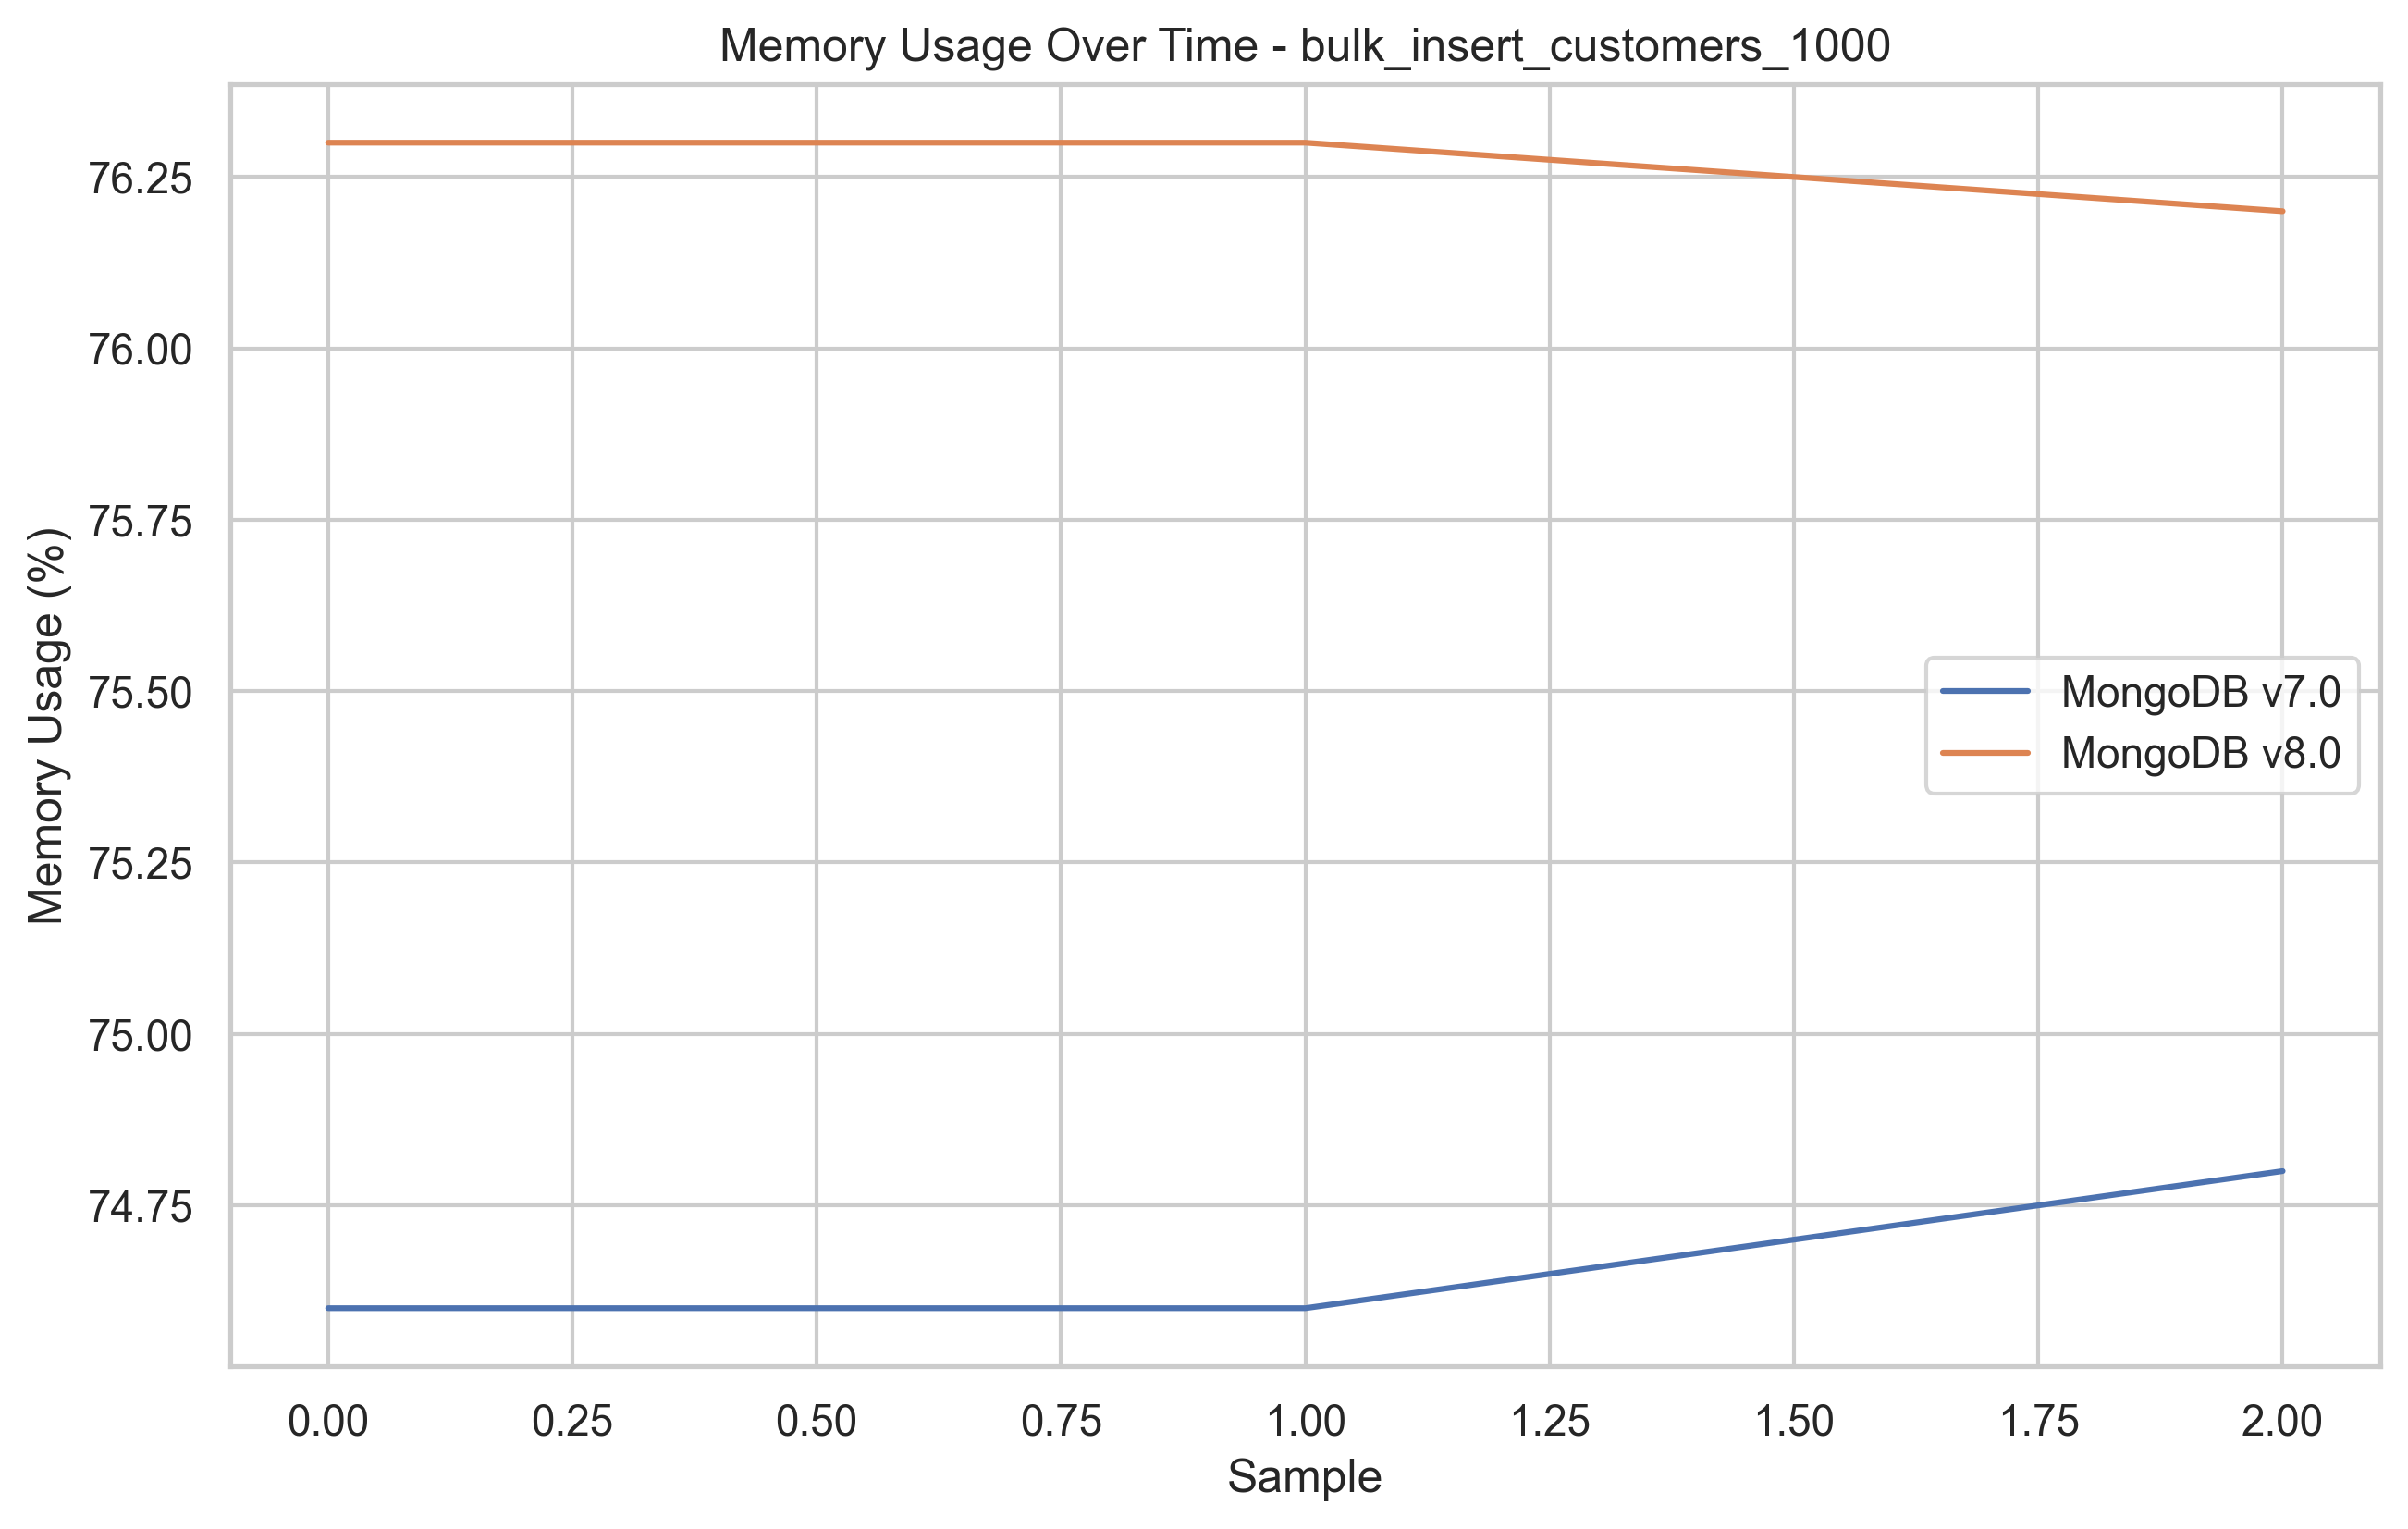 Memory Usage Over Time - bulk_insert_customers_1000
Memory Usage (%)
76.25
76.00
75.75
75.50
75.25
75.00
74.75
MongoDB v7.0
MongoDB v8.0
0.00 0.25 0.50 0.75 1.00 1.25 1.50 1.75 2.00
Sample